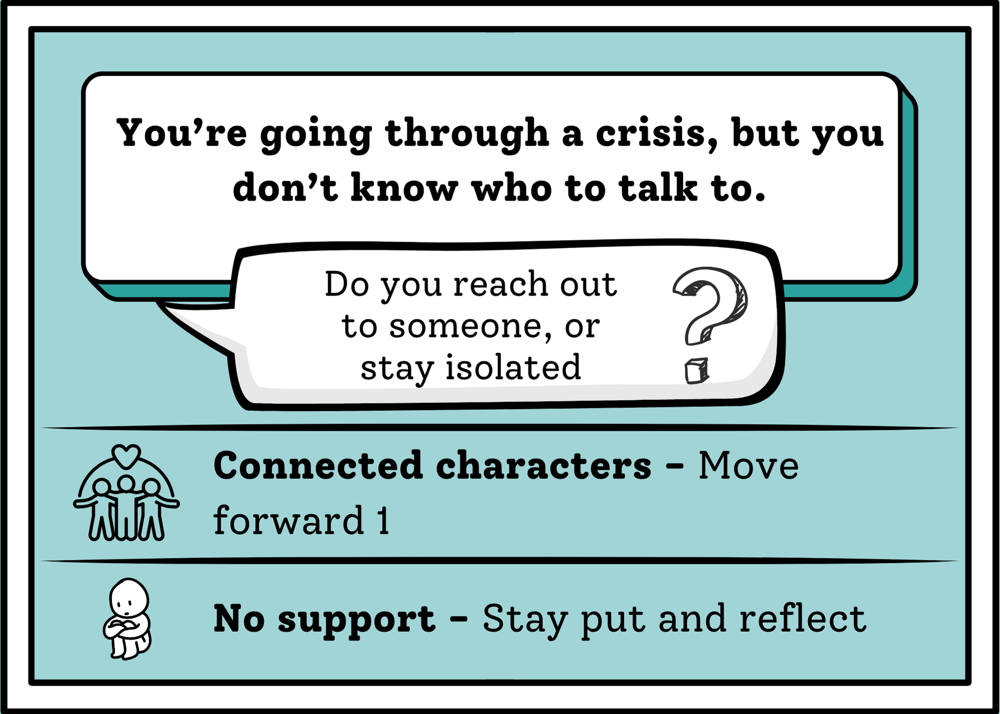 You’re going through a crisis, but you
don’t know who to talk to.
Do you reach out
to someone, or
stay isolated
?
Connected characters – Move
forward 1
No support – Stay put and reflect